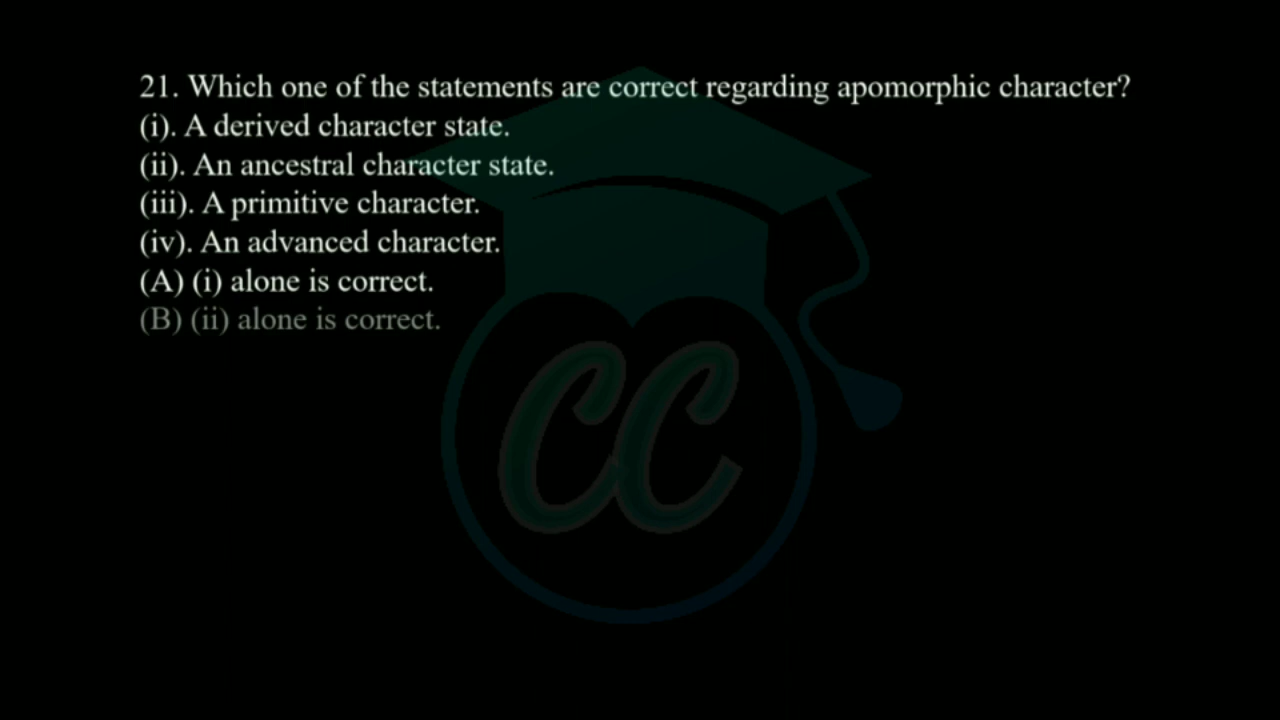 21. Which one of the statements are correct regarding apomorphic character?
(i). A derived character state.
(ii). An ancestral character state.
(iii). A primitive character.
(iv). An advanced character.
(A) (i) alone is correct.
(B) (ii) alone is correct.
CC